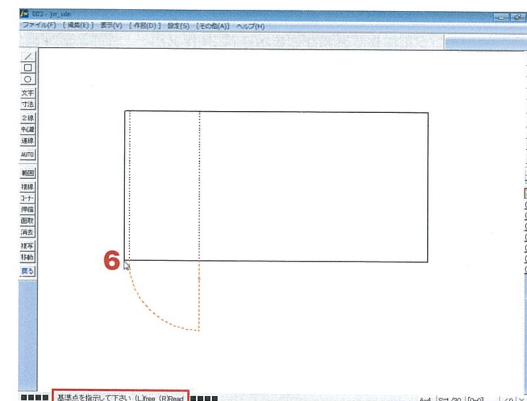 ファイル(F) [編集(E)] 表示(V) [作図(D)] 設定(S) [その他(A)] ヘルプ(H)
文字
寸法
2線
中心線
連線
AUTO
範囲
複線
コーナー
伸縮
面取
消去
複写
移動
戻る
6
基準点を指示して下さい (L)free (R)Read